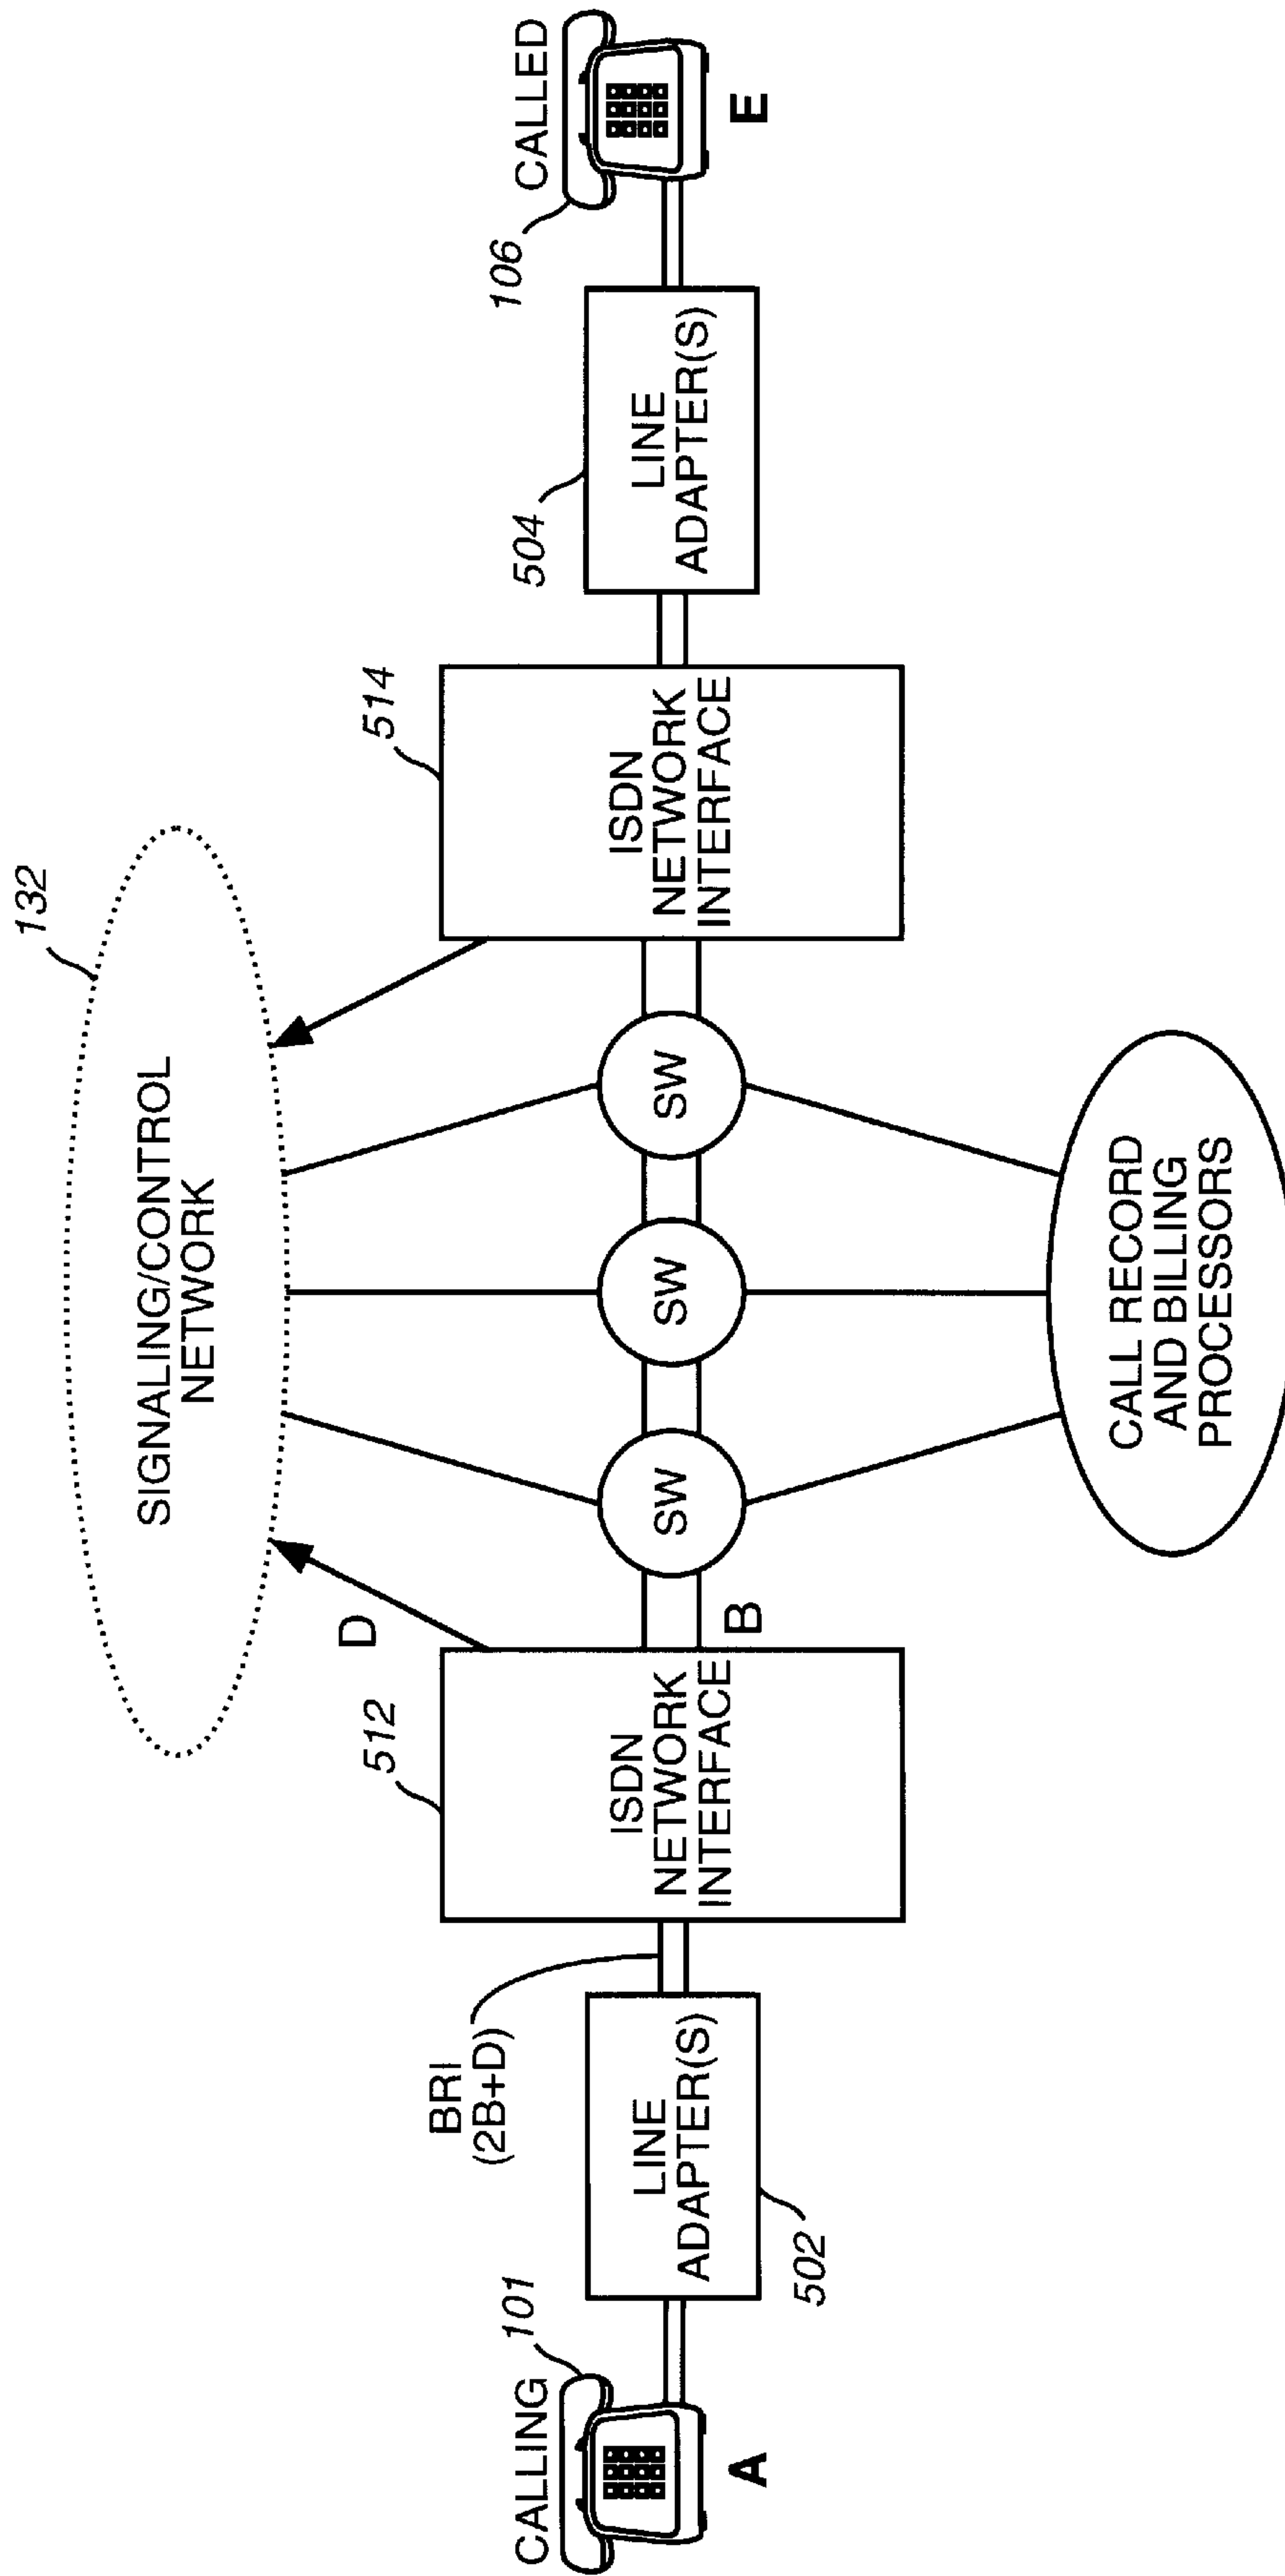 132
SIGNALING/CONTROL
NETWORK
CALLING
101
A
LINE
ADAPTER(S)
502
BRI
(2B+D)
512
ISDN
NETWORK
INTERFACE
D
B
SW
SW
SW
514
ISDN
NETWORK
INTERFACE
504
LINE
ADAPTER(S)
CALLED
106
E
CALL RECORD
AND BILLING
PROCESSORS